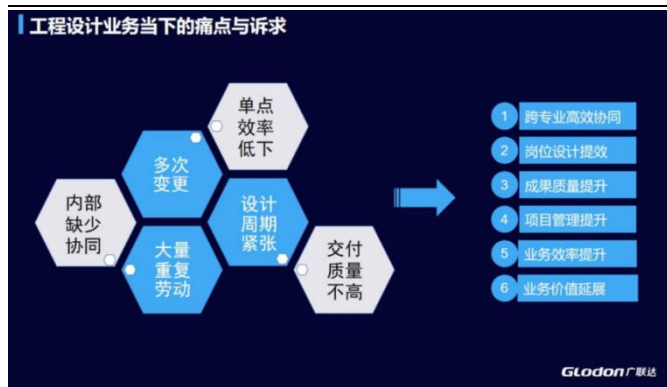 工程设计业务当下的痛点与诉求
单点
效率
低下
多次
变更
内部
缺少
协同
设计
周期
紧张
大量
重复
劳动
交付
质量
不高
1 跨专业高效协同
2 岗位设计提效
3 成果质量提升
4 项目管理提升
5 业务效率提升
6 业务价值延展
GLodon广联达